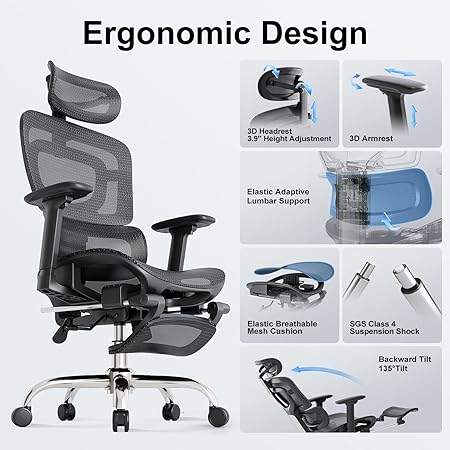 Ergonomic Design
3D Headrest
3.9" Height Adjustment
3D Armrest
Elastic Adaptive
Lumbar Support
Elastic Breathable
Mesh Cushion
SGS Class 4
Suspension Shock
Backward Tilt
135°Tilt